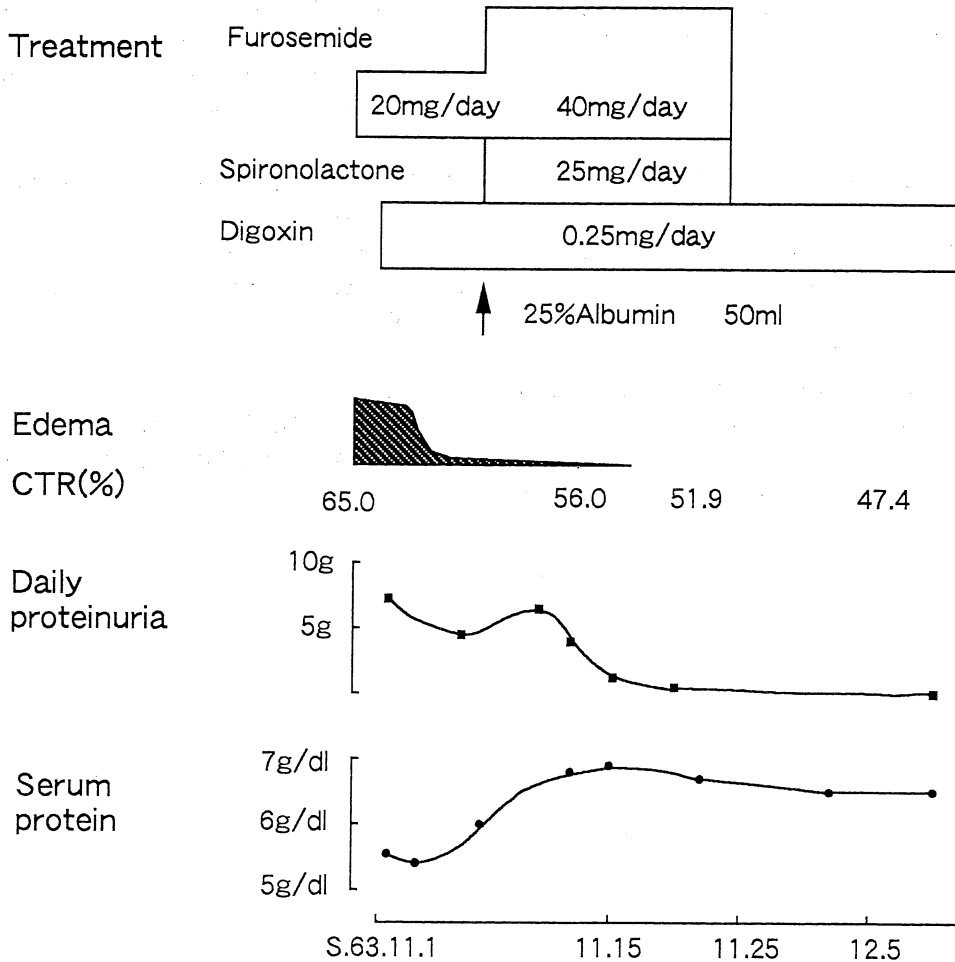 Treatment
Furosemide
20mg/day 40mg/day
Spironolactone 25mg/day
Digoxin 0.25mg/day
25%Albumin 50ml
Edema
CTR(%)
65.0 56.0 51.9 47.4
Daily
proteinuria
10g
5g
Serum
protein
7g/dl
6g/dl
5g/dl
S.63.11.1 11.15 11.25 12.5